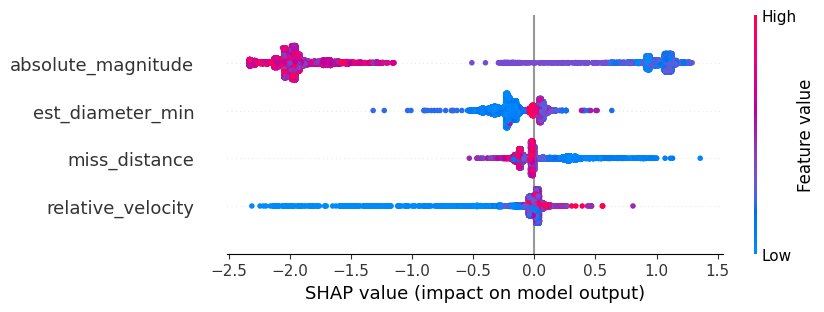 High
absolute_magnitude
est_diameter_min
miss_distance
relative_velocity
Feature value
Low
−2.5 −2.0 −1.5 −1.0 −0.5 0.0 0.5 1.0 1.5
SHAP value (impact on model output)